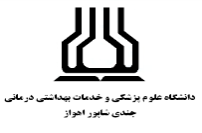 دانشگاه علوم پزشکی و خدمات بهداشتی درمانی
جندی شاپور اهواز